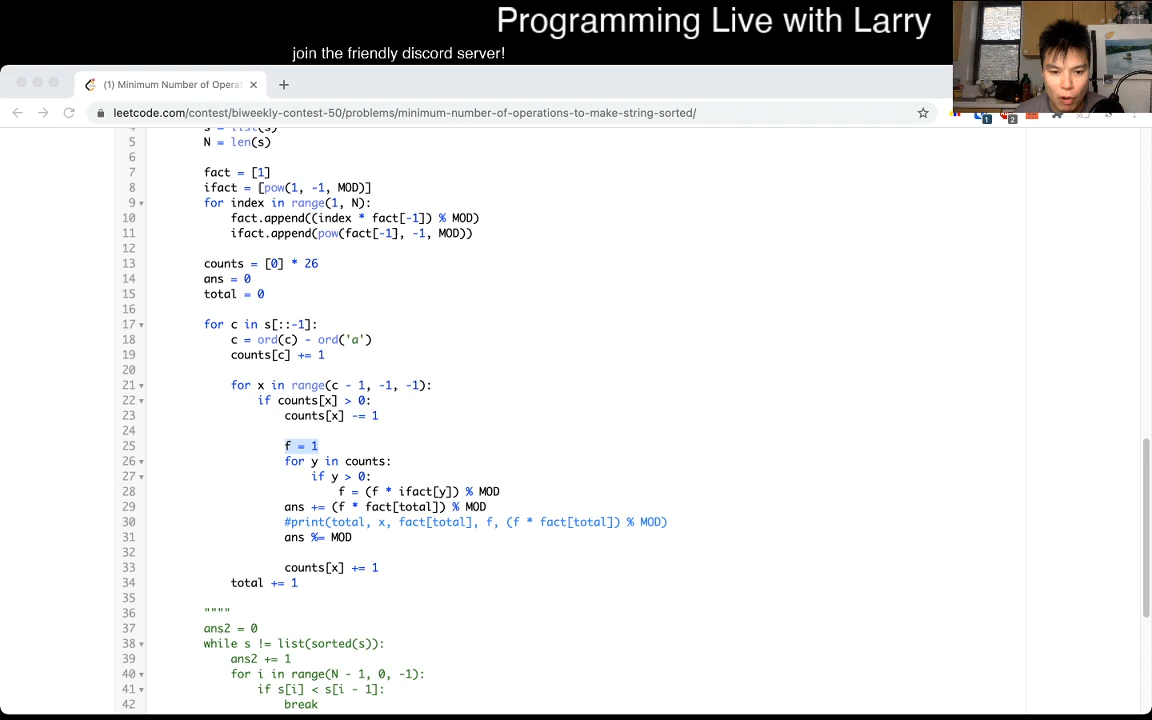 Programming Live with Larry
join the friendly discord server!
(1) Minimum Number of Opera
leetcode.com/contest/biweekly-contest-50/problems/minimum-number-of-operations-to-make-string-sorted/
4 s = list(s)
5 N = len(s)
6
7 fact = [1]
8 ifact = [pow(1, -1, MOD)]
9 for index in range(1, N):
10 fact.append((index * fact[-1]) % MOD)
11 ifact.append(pow(fact[-1], -1, MOD))
12
13 counts = [0] * 26
14 ans = 0
15 total = 0
16
17 for c in s[::-1]:
18 c = ord(c) - ord('a')
19 counts[c] += 1
20
21 for x in range(c - 1, -1, -1):
22 if counts[x] > 0:
23 counts[x] -= 1
24
25 f = 1
26 for y in counts:
27 if y > 0:
28 f = (f * ifact[y]) % MOD
29 ans += (f * fact[total]) % MOD
30 #print(total, x, fact[total], f, (f * fact[total]) % MOD)
31 ans %= MOD
32
33 counts[x] += 1
34 total += 1
35
36 """"
37 ans2 = 0
38 while s != list(sorted(s)):
39 ans2 += 1
40 for i in range(N - 1, 0, -1):
41 if s[i] < s[i - 1]:
42 break
1
2